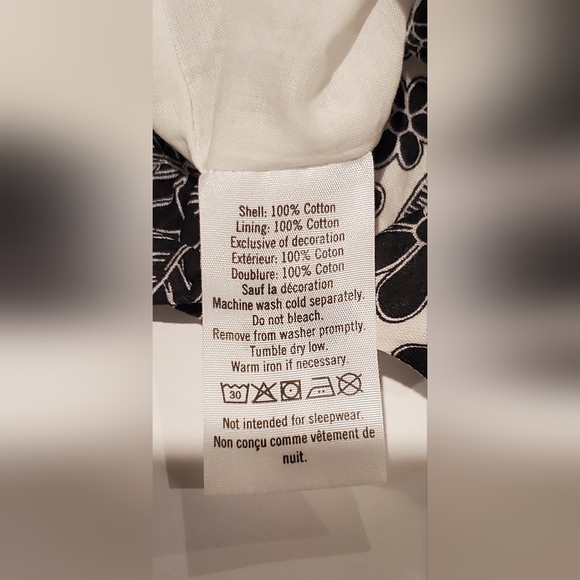 Shell: 100% Cotton
Lining: 100% Cotton
Exclusive of decoration
Extérieur: 100% Coton
Doublure: 100% Coton
Sauf la décoration
Machine wash cold separately.
Do not bleach.
Remove from washer promptly.
Tumble dry low.
Warm iron if necessary.
30
Not intended for sleepwear.
Non conçu comme vêtement de
nuit.